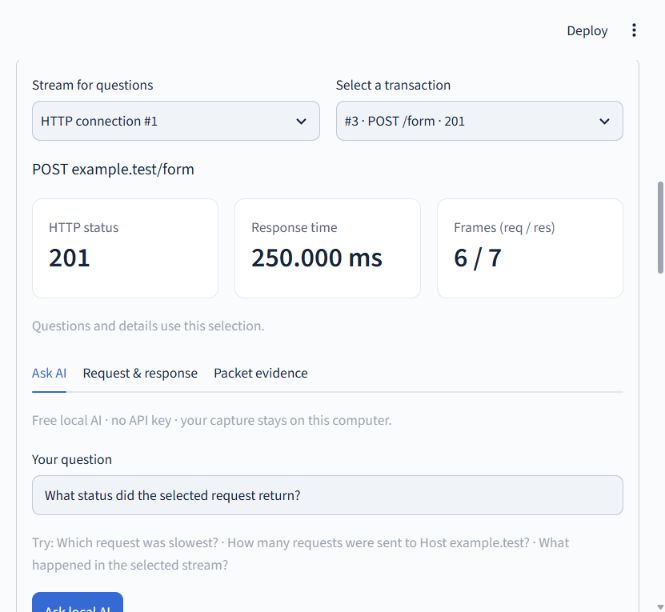 Deploy
Stream for questions
Select a transaction
HTTP connection #1
#3 · POST /form · 201
POST example.test/form
HTTP status
Response time
Frames (req / res)
201
250.000 ms
6 / 7
Questions and details use this selection.
Ask AI
Request & response
Packet evidence
Free local AI · no API key · your capture stays on this computer.
Your question
What status did the selected request return?
Try: Which request was slowest? · How many requests were sent to Host example.test? · What
happened in the selected stream?
Ask local AI